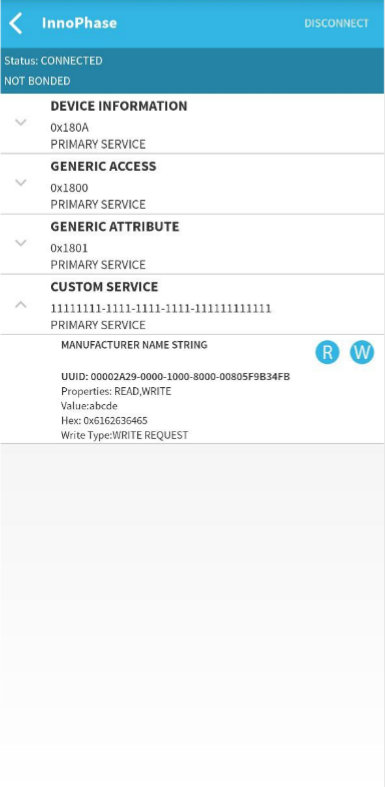 InnoPhase DISCONNECT
Status: CONNECTED
NOT BONDED
DEVICE INFORMATION
0x180A
PRIMARY SERVICE
GENERIC ACCESS
0x1800
PRIMARY SERVICE
GENERIC ATTRIBUTE
0x1801
PRIMARY SERVICE
CUSTOM SERVICE
11111111-1111-1111-1111-111111111111
PRIMARY SERVICE
MANUFACTURER NAME STRING
R W
UUID: 00002A29-0000-1000-8000-00805F9B34FB
Properties: READ,WRITE
Value:abcde
Hex: 0x6162636465
Write Type:WRITE REQUEST